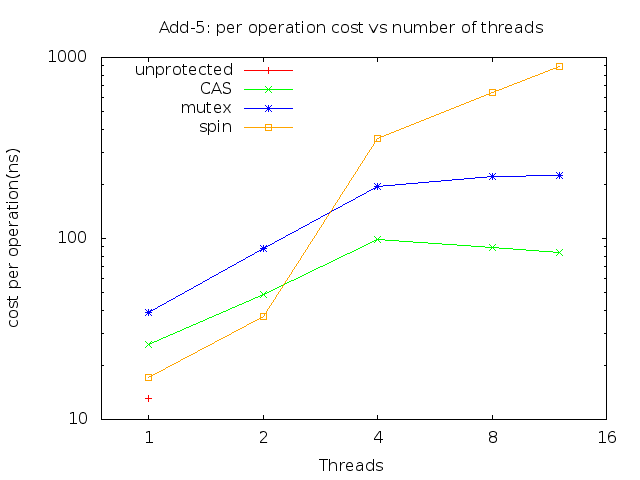 Add-5: per operation cost vs number of threads
1000
100
10
cost per operation(ns)
unprotected
CAS
mutex
spin
1 2 4 8 16
Threads